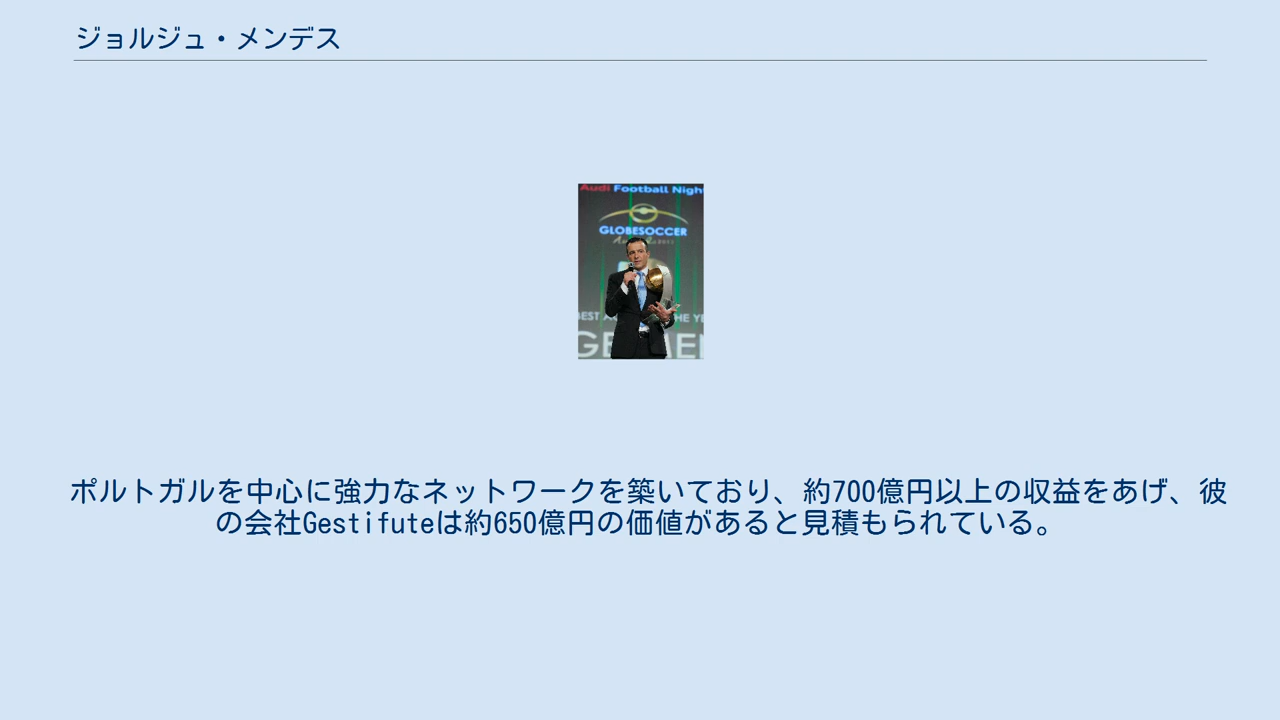 ジョルジュ・メンデス
Audi Football Nigh
GLOBESOCCER
BEST A
THE YE
ポルトガルを中心に強力なネットワークを築いており、約700億円以上の収益をあげ、彼
の会社Gestifuteは約650億円の価値があると見積もられている。